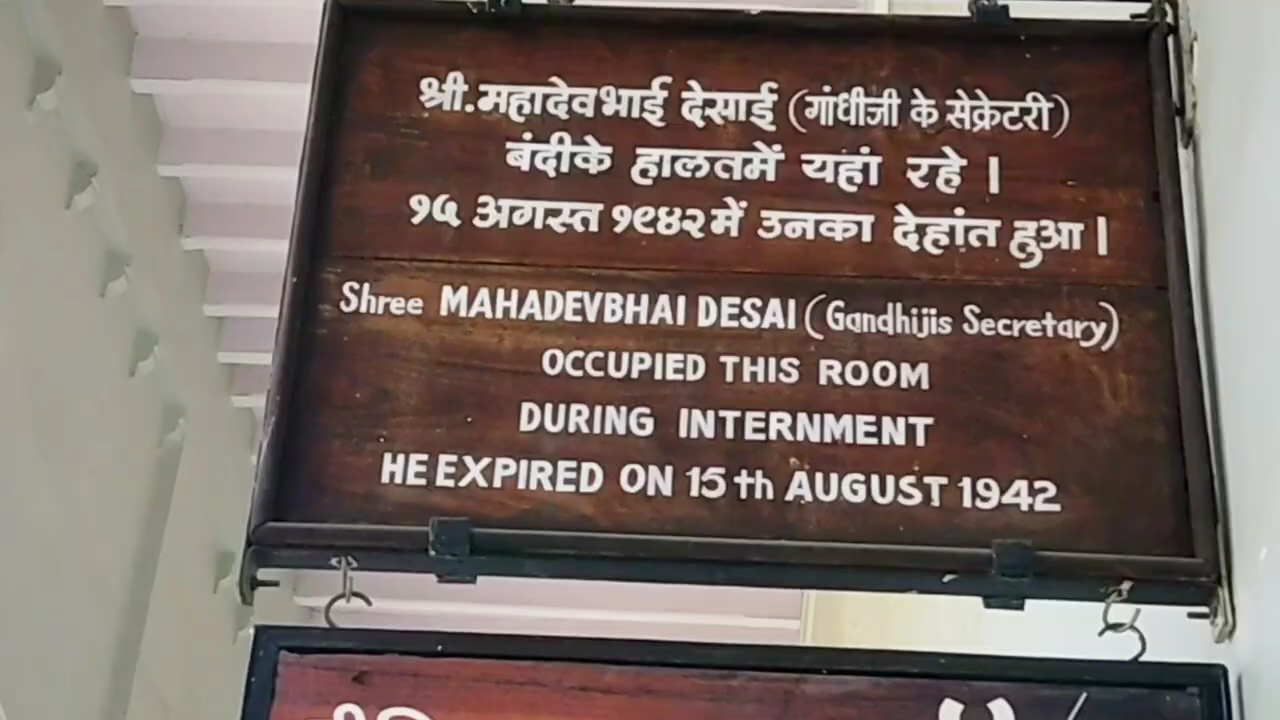 श्री.महादेवभाई देसाई (गांधीजी के सेक्रेटरी)
बंदीके हालतमें यहां रहे ।
१५ अगस्त १९४२में उनका देहांत हुआ ।
Shree MAHADEVBHAI DESAI (Gandhijis Secretary)
OCCUPIED THIS ROOM
DURING INTERNMENT
HE EXPIRED ON 15th AUGUST 1942